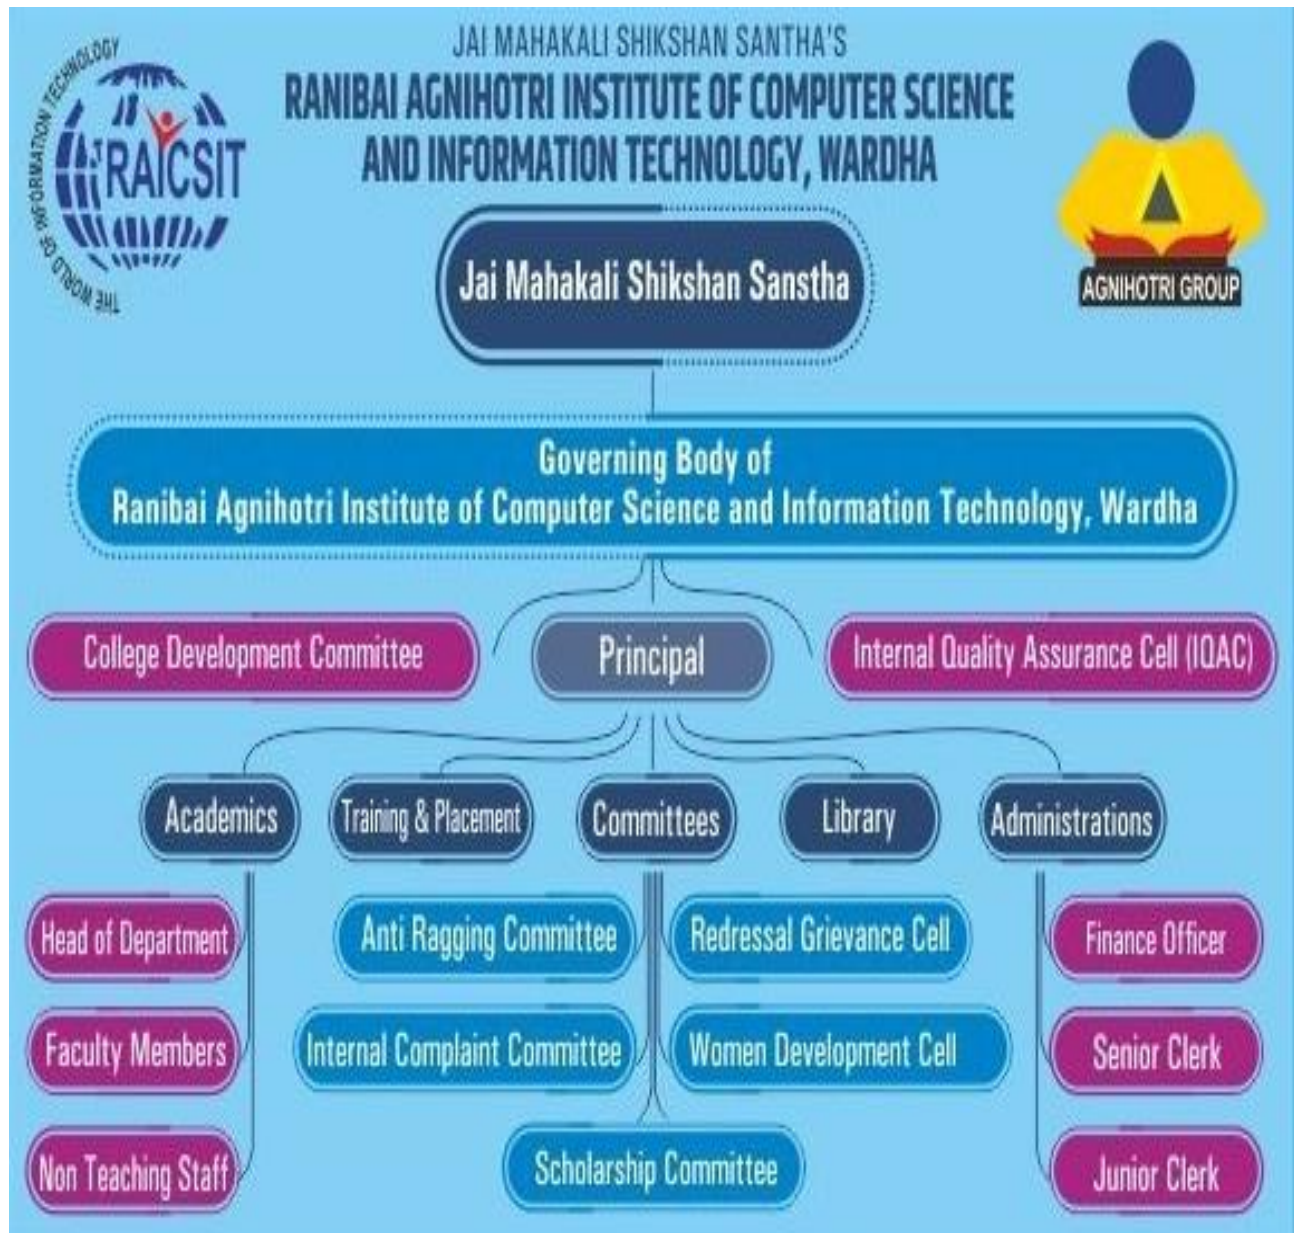 THE WORLD OF INFORMATION TECHNOLOGY
RAICSIT
JAI MAHAKALI SHIKSHAN SANTHA'S
RANIBAI AGNIHOTRI INSTITUTE OF COMPUTER SCIENCE
AND INFORMATION TECHNOLOGY, WARDHA
AGNIHOTRI GROUP
Jai Mahakali Shikshan Sanstha
Governing Body of
Ranibai Agnihotri Institute of Computer Science and Information Technology, Wardha
College Development Committee
Principal
Internal Quality Assurance Cell (IQAC)
Academics
Training & Placement
Committees
Library
Administrations
Head of Department
Anti Ragging Committee
Redressal Grievance Cell
Finance Officer
Faculty Members
Internal Complaint Committee
Women Development Cell
Senior Clerk
Non Teaching Staff
Scholarship Committee
Junior Clerk